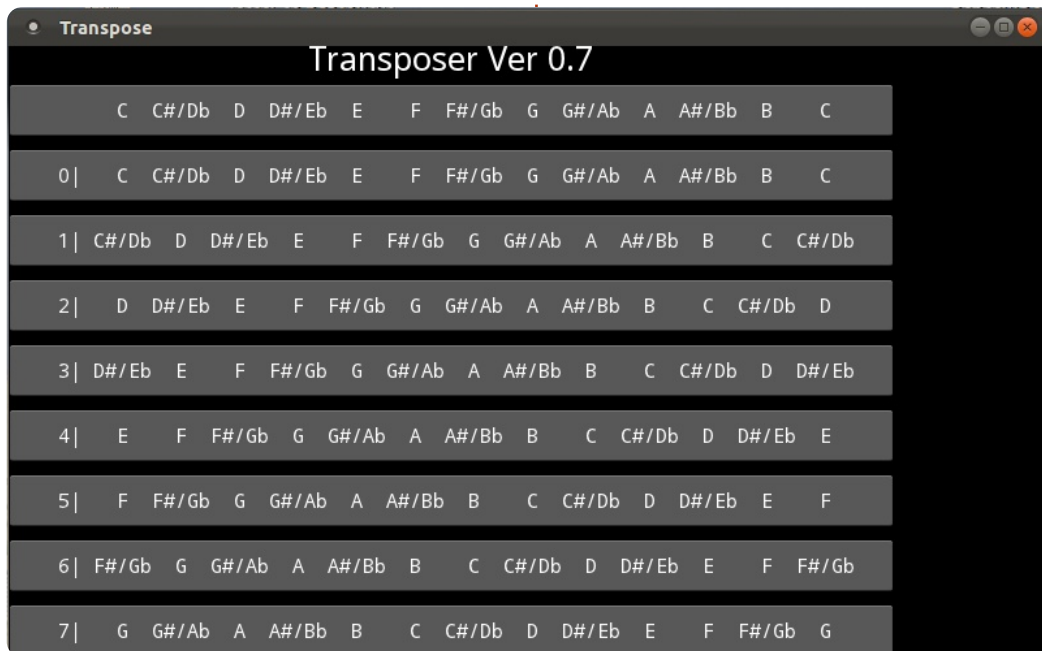 Transpose
Transposer Ver 0.7
C C#/Db D D#/Eb E F F#/Gb G G#/Ab A A#/Bb B C
0| C C#/Db D D#/Eb E F F#/Gb G G#/Ab A A#/Bb B C
1| C#/Db D D#/Eb E F F#/Gb G G#/Ab A A#/Bb B C C#/Db
2| D D#/Eb E F F#/Gb G G#/Ab A A#/Bb B C C#/Db D
3| D#/Eb E F F#/Gb G G#/Ab A A#/Bb B C C#/Db D D#/Eb
4| E F F#/Gb G G#/Ab A A#/Bb B C C#/Db D D#/Eb E
5| F F#/Gb G G#/Ab A A#/Bb B C C#/Db D D#/Eb E F
6| F#/Gb G G#/Ab A A#/Bb B C C#/Db D D#/Eb E F F#/Gb
7| G G#/Ab A A#/Bb B C C#/Db D D#/Eb E F F#/Gb G